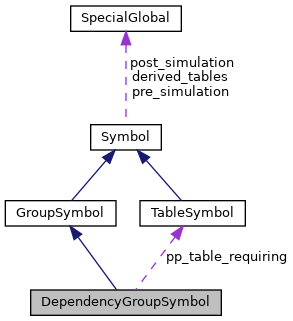 SpecialGlobal
post_simulation
derived_tables
pre_simulation
Symbol
GroupSymbol
TableSymbol
pp_table_requiring
DependencyGroupSymbol